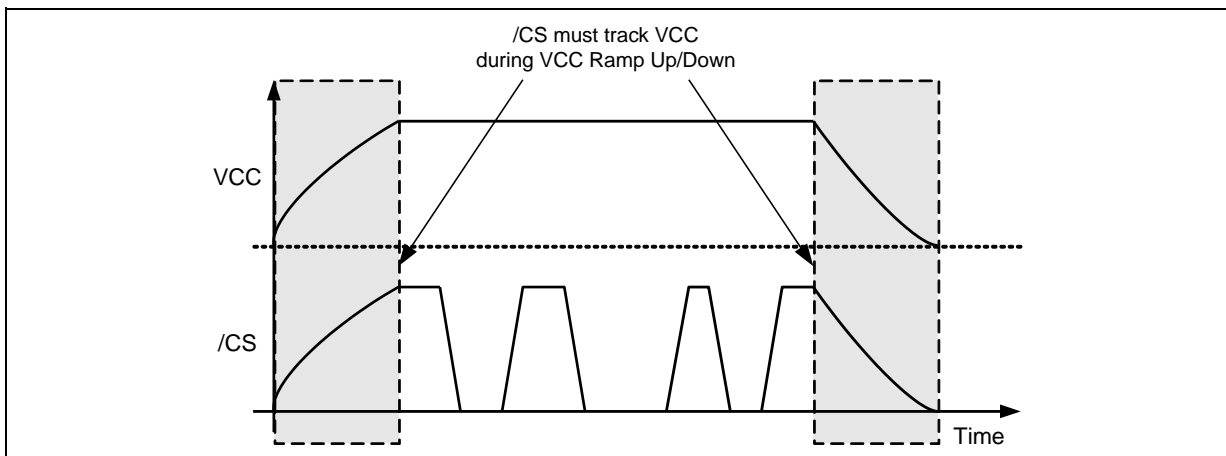 /CS must track VCC
during VCC Ramp Up/Down
VCC
/CS
Time